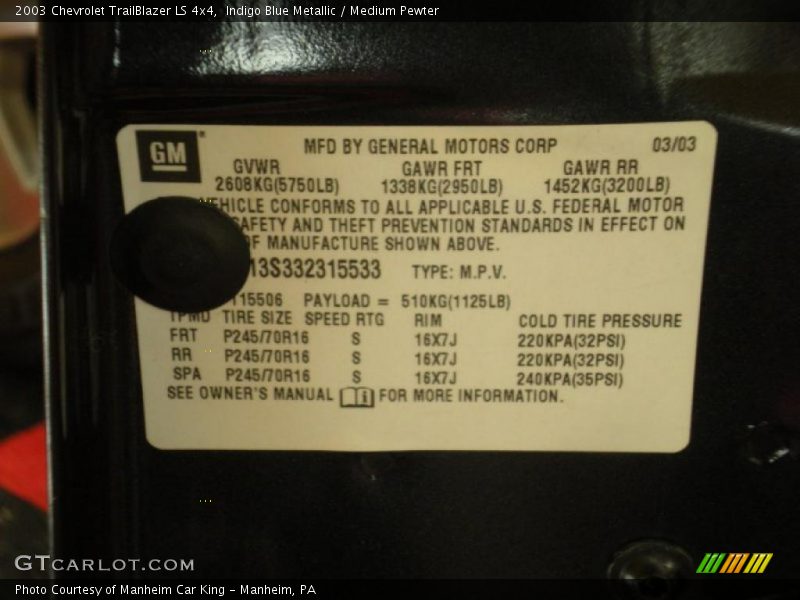 2003 Chevrolet TrailBlazer LS 4x4, Indigo Blue Metallic / Medium Pewter
GM
MFD BY GENERAL MOTORS CORP 03/03
GVWR GAWR FRT GAWR RR
2608KG(5750LB) 1338KG(2950LB) 1452KG(3200LB)
VEHICLE CONFORMS TO ALL APPLICABLE U.S. FEDERAL MOTOR
SAFETY AND THEFT PREVENTION STANDARDS IN EFFECT ON
OF MANUFACTURE SHOWN ABOVE.
13S332315533 TYPE: M.P.V.
115506 PAYLOAD = 510KG(1125LB)
TPMD TIRE SIZE SPEED RTG RIM COLD TIRE PRESSURE
FRT P245/70R16 S 16X7J 220KPA(32PSI)
RR P245/70R16 S 16X7J 220KPA(32PSI)
SPA P245/70R16 S 16X7J 240KPA(35PSI)
SEE OWNER'S MANUAL i FOR MORE INFORMATION.
GTCARLOT.COM
Photo Courtesy of Manheim Car King - Manheim, PA